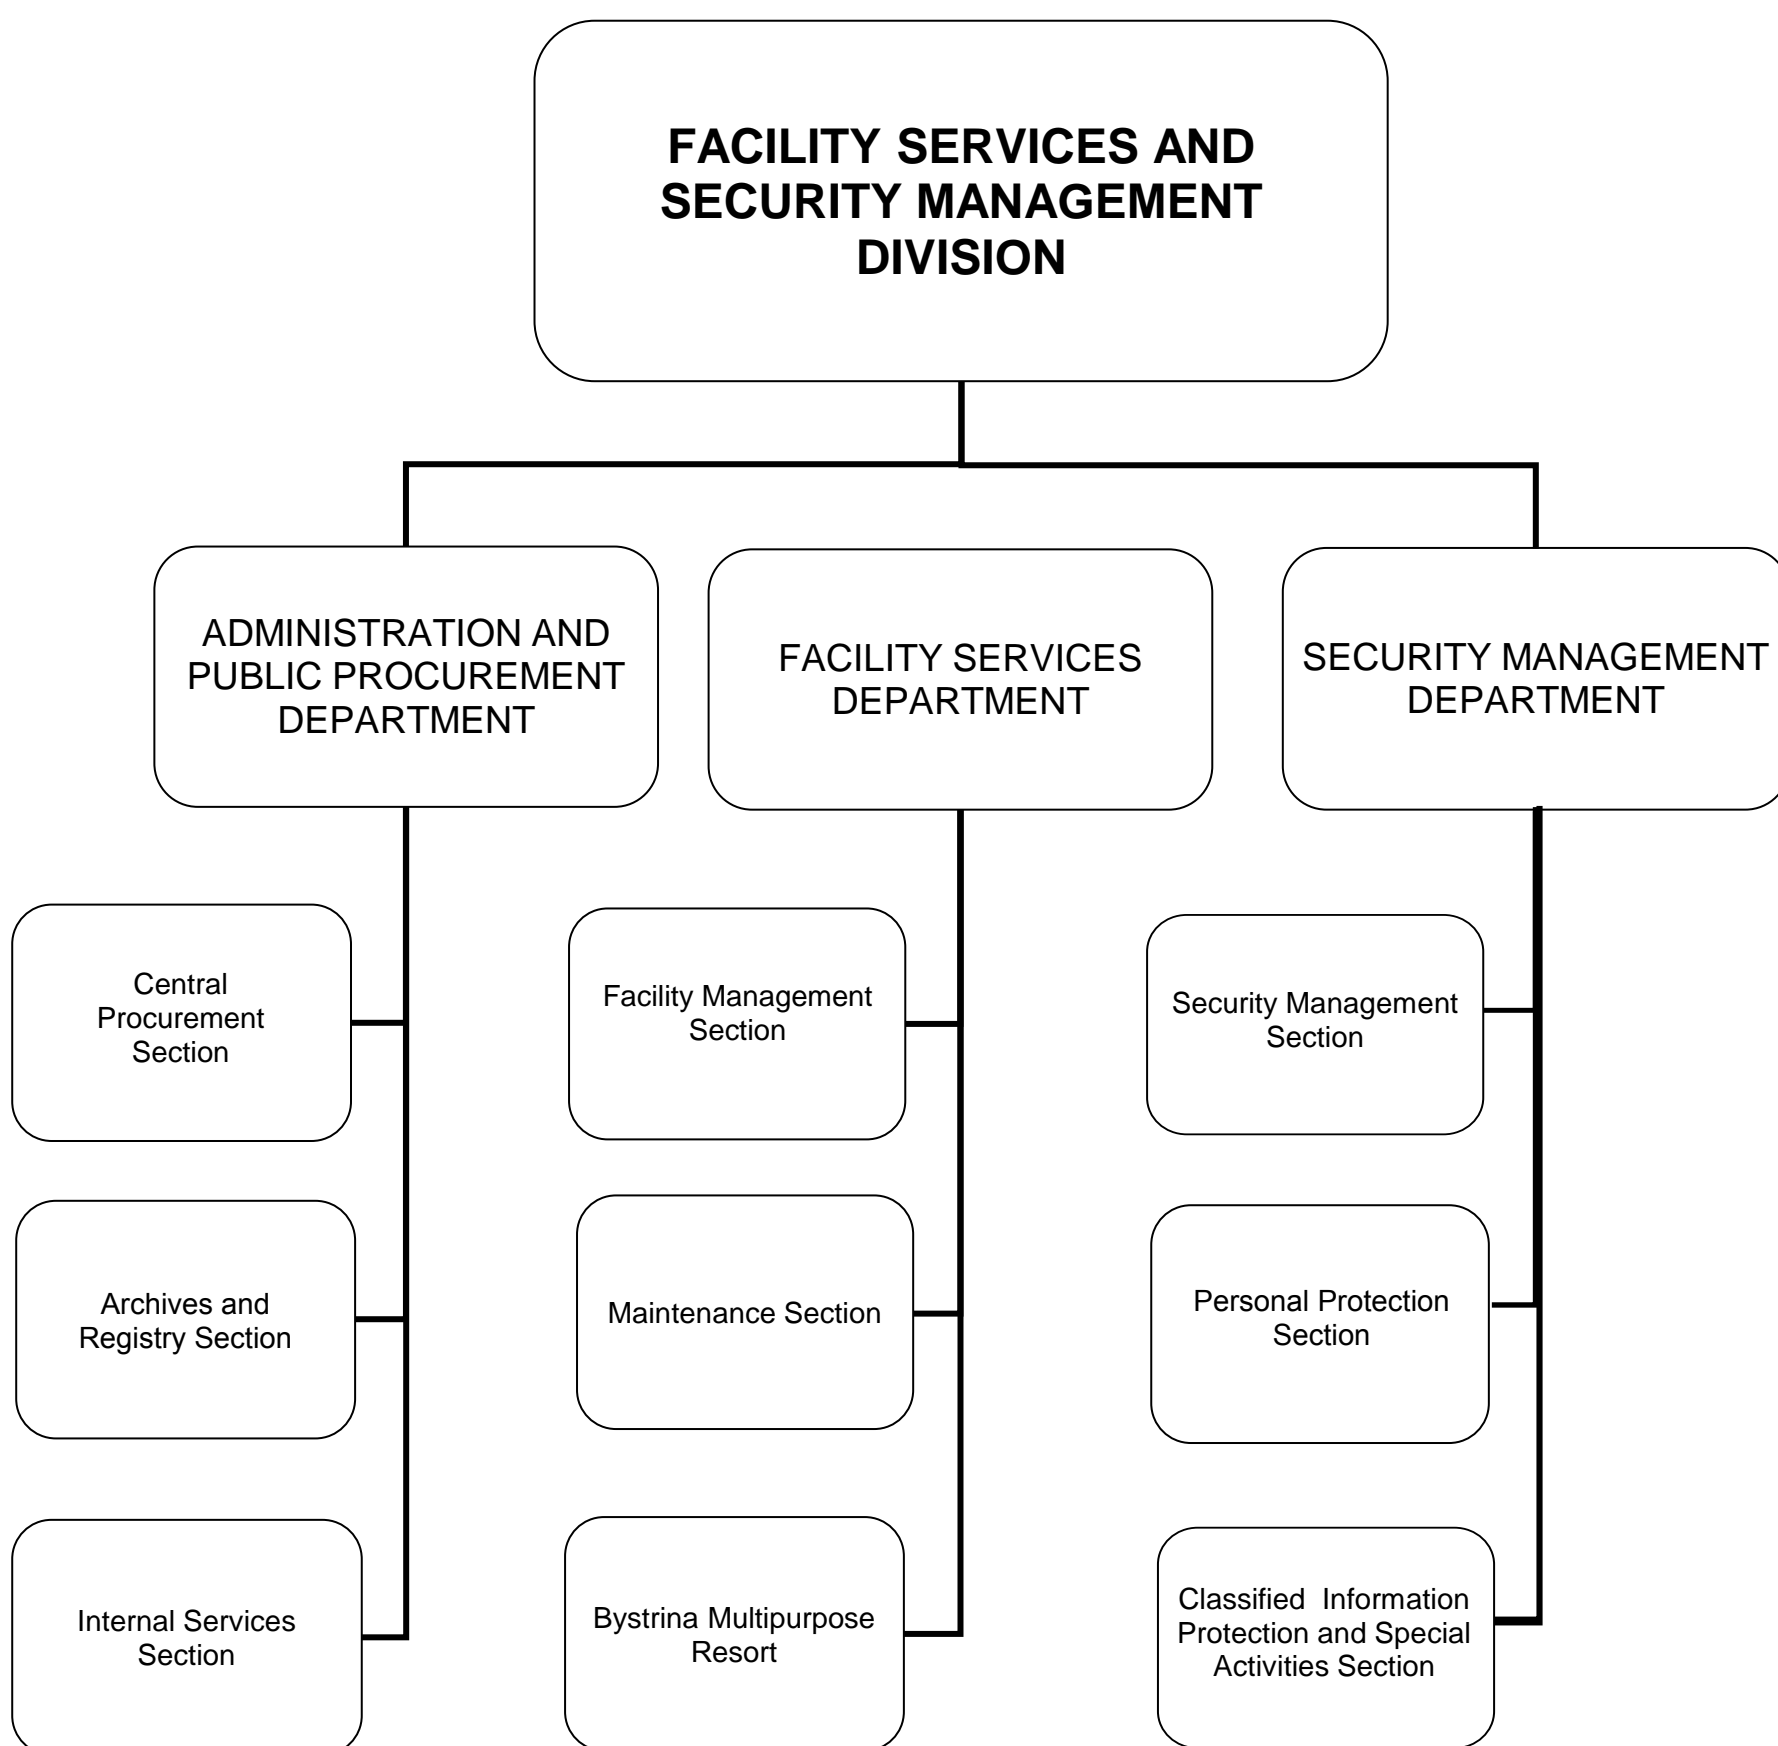 FACILITY SERVICES AND
SECURITY MANAGEMENT
DIVISION
ADMINISTRATION AND
PUBLIC PROCUREMENT
DEPARTMENT
FACILITY SERVICES
DEPARTMENT
SECURITY MANAGEMENT
DEPARTMENT
Central
Procurement
Section
Facility Management
Section
Security Management
Section
Archives and
Registry Section
Maintenance Section
Personal Protection
Section
Internal Services
Section
Bystrina Multipurpose
Resort
Classified  Information
Protection and Special
Activities Section